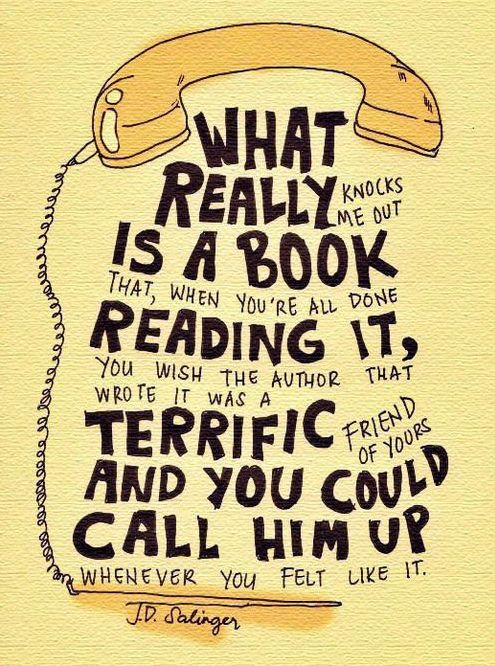 WHAT
REALLY KNOCKS ME OUT
IS A BOOK
THAT, WHEN YOU'RE ALL DONE
READING IT,
YOU WISH THE AUTHOR THAT
WROTE IT WAS A
TERRIFIC FRIEND OF YOURS
AND YOU COULD
CALL HIM UP
WHENEVER YOU FELT LIKE IT.
J.D. Salinger